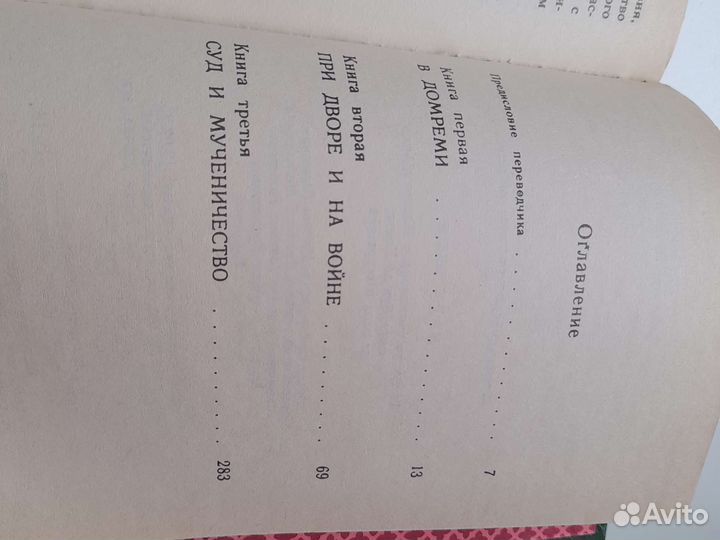 Оглавление
Предисловие переводчика . . . . . . . . . . . . . 7
Книга первая
В ДОМРЕМИ . . . . . . . . . . . . . 13
Книга вторая
ПРИ ДВОРЕ И НА ВОЙНЕ . . . . . . . . 69
Книга третья
СУД И МУЧЕНИЧЕСТВО . . . . . . . . . 283
Avito